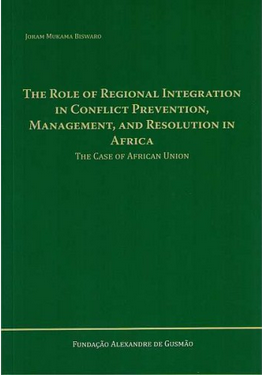 Joram Mukama Biswaro
The Role of Regional Integration
in Conflict Prevention,
Management, and Resolution in
Africa
The Case of African Union
Fundação Alexandre de Gusmão